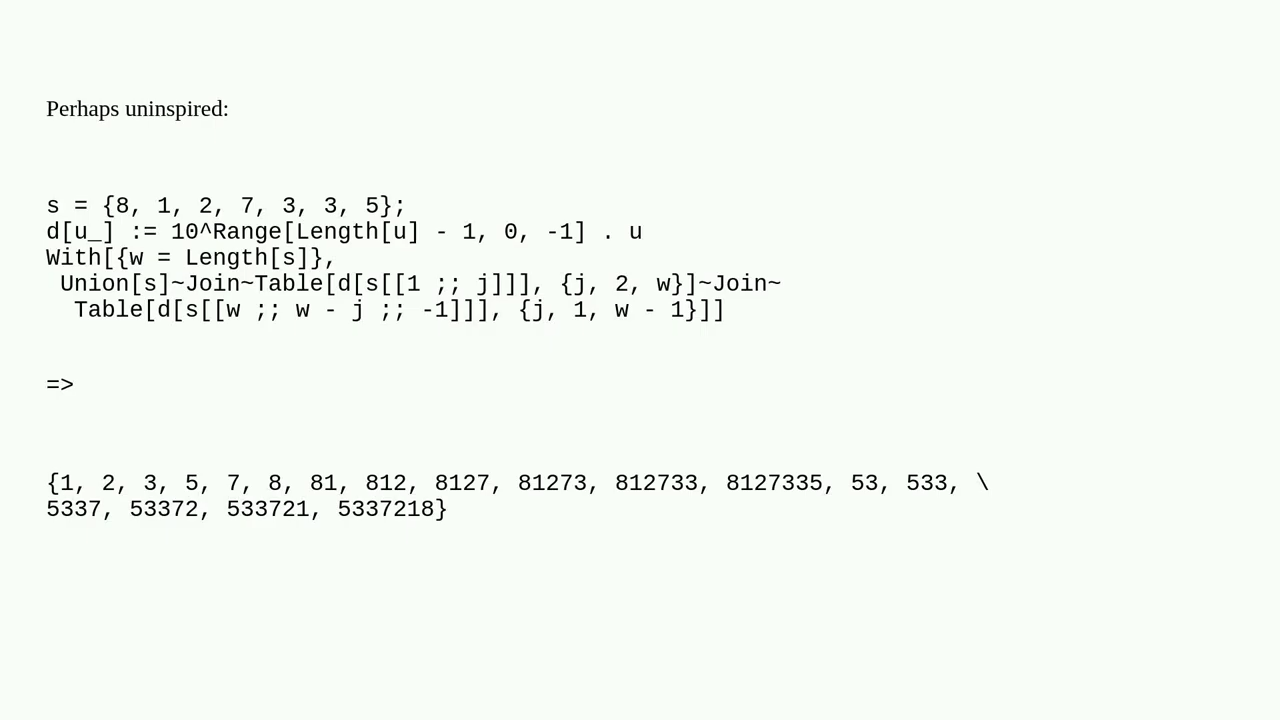 Perhaps uninspired:
s = {8, 1, 2, 7, 3, 3, 5};
d[u_] := 10^Range[Length[u] - 1, 0, -1] . u
With[{w = Length[s]},
 Union[s]~Join~Table[d[s[[1 ;; j]]], {j, 2, w}]~Join~
  Table[d[s[[w ;; w - j ;; -1]]], {j, 1, w - 1}]]
=>
{1, 2, 3, 5, 7, 8, 81, 812, 8127, 81273, 812733, 8127335, 53, 533, \
5337, 53372, 533721, 5337218}